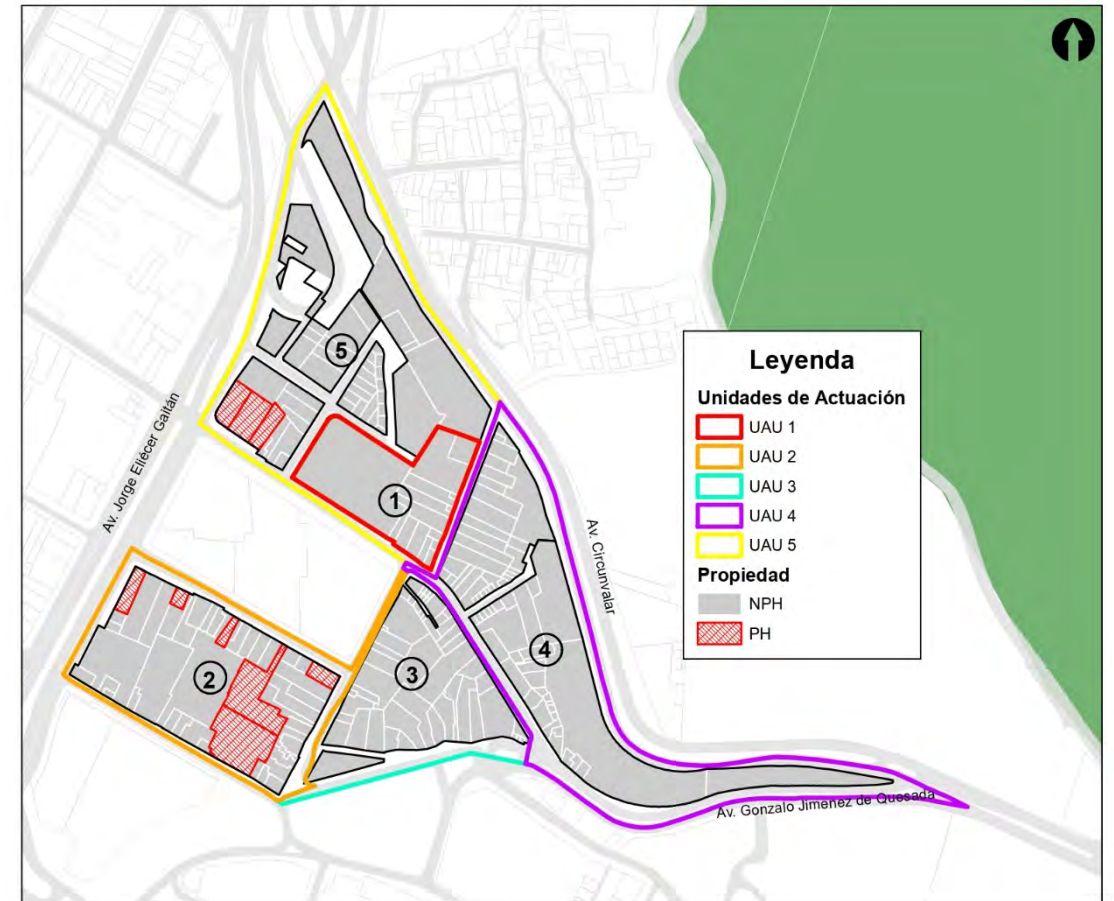 5
Av. Jorge Eliécer Gaitán
1
Av. Circunvalar
2
3
4
Av. Gonzalo Jimenez de Quesada
Leyenda
Unidades de Actuación
UAU 1
UAU 2
UAU 3
UAU 4
UAU 5
Propiedad
NPH
PH